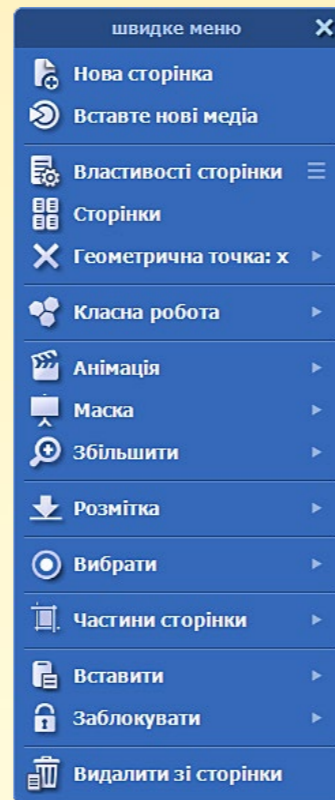 швидке меню
Нова сторінка
Вставте нові медіа
Властивості сторінки
Сторінки
Геометрична точка: x
Класна робота
Анімація
Маска
Збільшити
Розмітка
Вибрати
Частини сторінки
Вставити
Заблокувати
Видалити зі сторінки